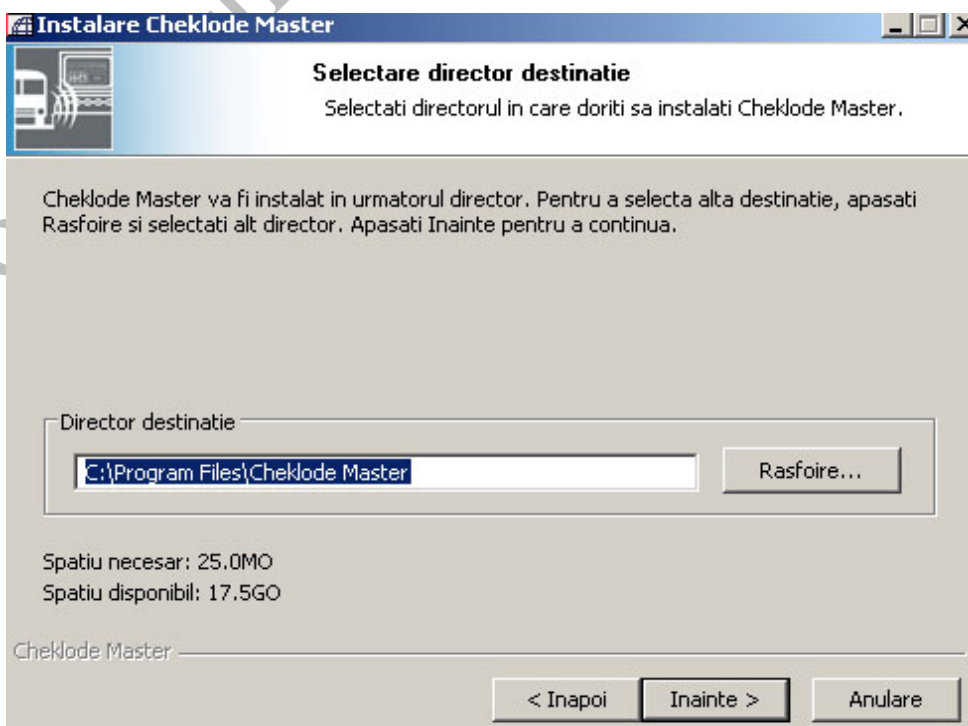 Instalare Cheklode Master
Selectare director destinatie
Selectati directorul in care doriti sa instalati Cheklode Master.
Cheklode Master va fi instalat in urmatorul director. Pentru a selecta alta destinatie, apasati
Rasfoire si selectati alt director. Apasati Inainte pentru a continua.
Director destinatie
C:\Program Files\Cheklode Master
Rasfoire...
Spatiu necesar: 25.0MO
Spatiu disponibil: 17.5GO
Cheklode Master
< Inapoi
Inainte >
Anulare